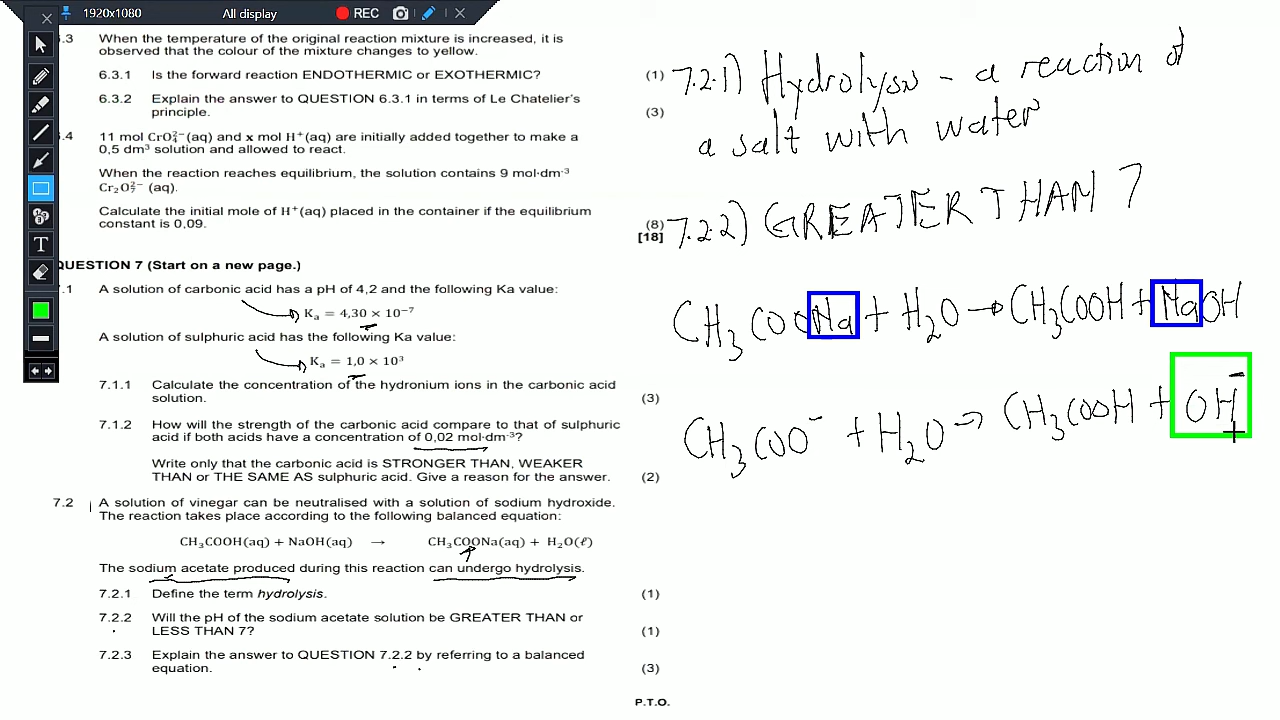 1920x1080 All display REC
.3 When the temperature of the original reaction mixture is increased, it is
observed that the colour of the mixture changes to yellow.
6.3.1 Is the forward reaction ENDOTHERMIC or EXOTHERMIC? (1)
6.3.2 Explain the answer to QUESTION 6.3.1 in terms of Le Chatelier's
principle. (3)
.4 11 mol CrO₄²⁻(aq) and x mol H⁺(aq) are initially added together to make a
0,5 dm³ solution and allowed to react.
When the reaction reaches equilibrium, the solution contains 9 mol·dm⁻³
Cr₂O₇²⁻ (aq).
Calculate the initial mole of H⁺(aq) placed in the container if the equilibrium
constant is 0,09. (8)
[18]
QUESTION 7 (Start on a new page.)
.1 A solution of carbonic acid has a pH of 4,2 and the following Ka value:
Kₐ = 4,30 × 10⁻⁷
A solution of sulphuric acid has the following Ka value:
Kₐ = 1,0 × 10³
7.1.1 Calculate the concentration of the hydronium ions in the carbonic acid
solution. (3)
7.1.2 How will the strength of the carbonic acid compare to that of sulphuric
acid if both acids have a concentration of 0,02 mol·dm⁻³?
Write only that the carbonic acid is STRONGER THAN, WEAKER
THAN or THE SAME AS sulphuric acid. Give a reason for the answer. (2)
7.2 A solution of vinegar can be neutralised with a solution of sodium hydroxide.
The reaction takes place according to the following balanced equation:
CH₃COOH(aq) + NaOH(aq) → CH₃COONa(aq) + H₂O(ℓ)
The sodium acetate produced during this reaction can undergo hydrolysis.
7.2.1 Define the term hydrolysis. (1)
7.2.2 Will the pH of the sodium acetate solution be GREATER THAN or
LESS THAN 7? (1)
7.2.3 Explain the answer to QUESTION 7.2.2 by referring to a balanced
equation. (3)
P.T.O.
7.2.1) Hydrolysis - a reaction of
a salt with water
7.2.2) GREATER THAN 7
CH₃COONa + H₂O → CH₃COOH + NaOH
CH₃COO⁻ + H₂O → CH₃COOH + OH⁻
T